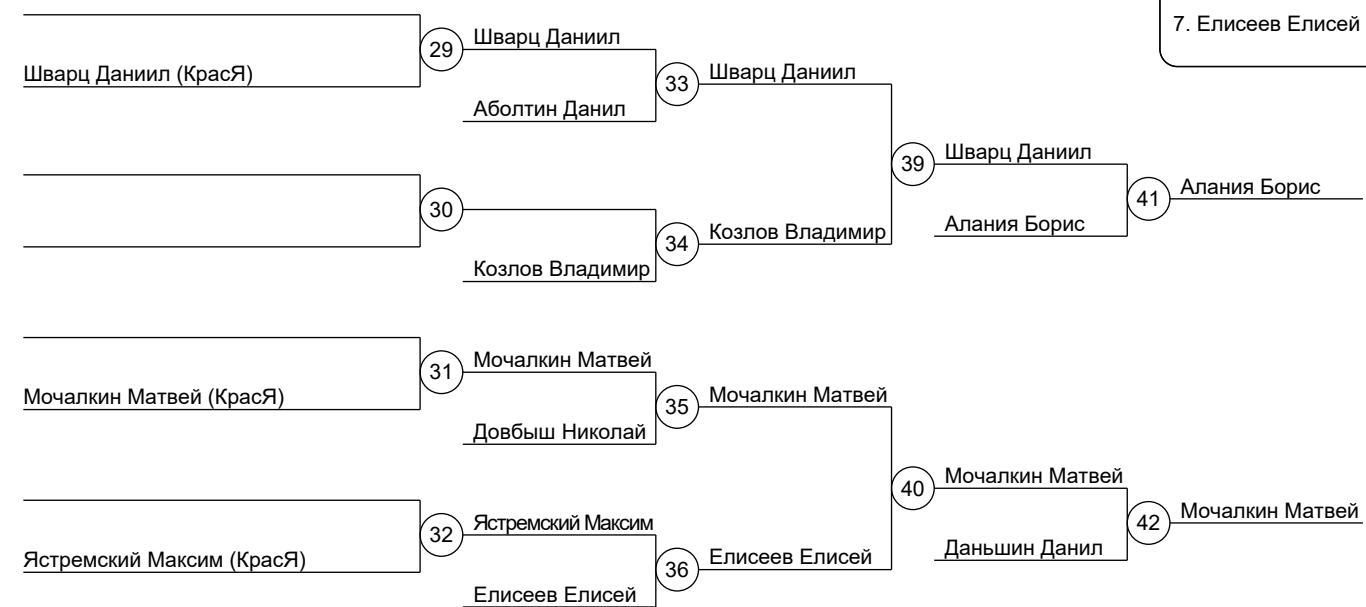 7. Елисеев Елисей
29
Шварц Даниил
Шварц Даниил (КрасЯ)
33
Шварц Даниил
Аболтин Данил
39
Шварц Даниил
30
34
Козлов Владимир
Козлов Владимир
41
Алания Борис
Алания Борис
31
Мочалкин Матвей
Мочалкин Матвей (КрасЯ)
35
Мочалкин Матвей
Довбыш Николай
40
Мочалкин Матвей
32
Ястремский Максим
Ястремский Максим (КрасЯ)
36
Елисеев Елисей
Елисеев Елисей
42
Мочалкин Матвей
Даньшин Данил